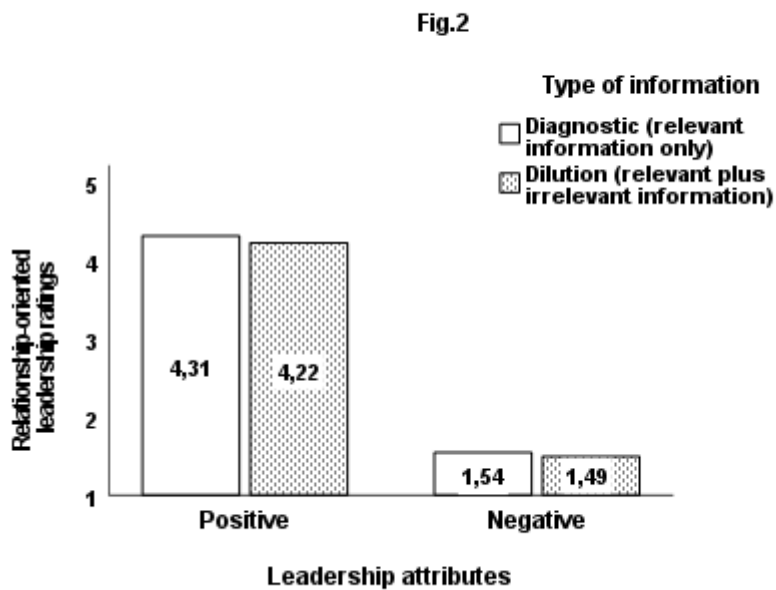 Fig.2
Type of information
Diagnostic (relevant
information only)
Dilution (relevant plus
irrelevant information)
Relationship-oriented
leadership ratings
5
4
3
2
1
4,31
4,22
1,54
1,49
Positive
Negative
Leadership attributes